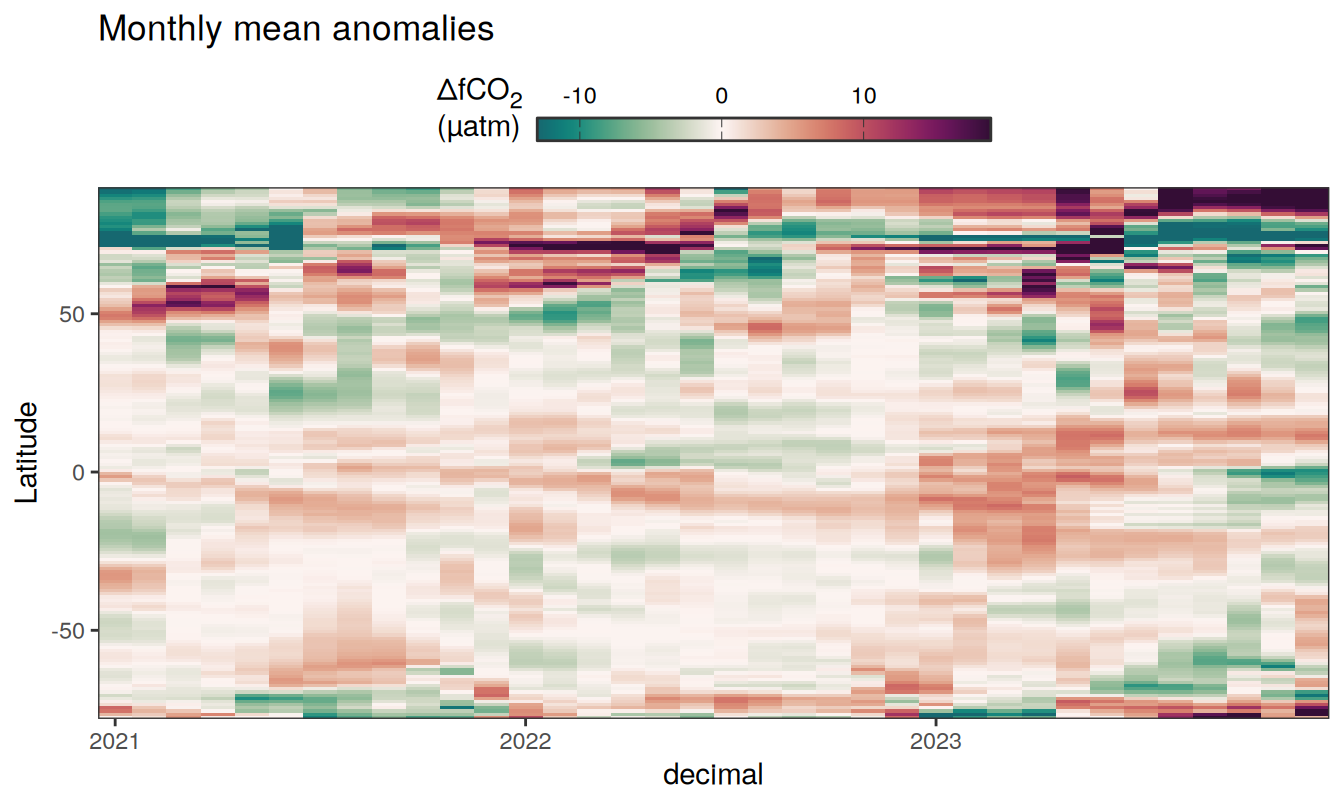 Monthly mean anomalies
ΔfCO₂
(μatm)
-10 0 10
50
0
-50
Latitude
2021 2022 2023
decimal